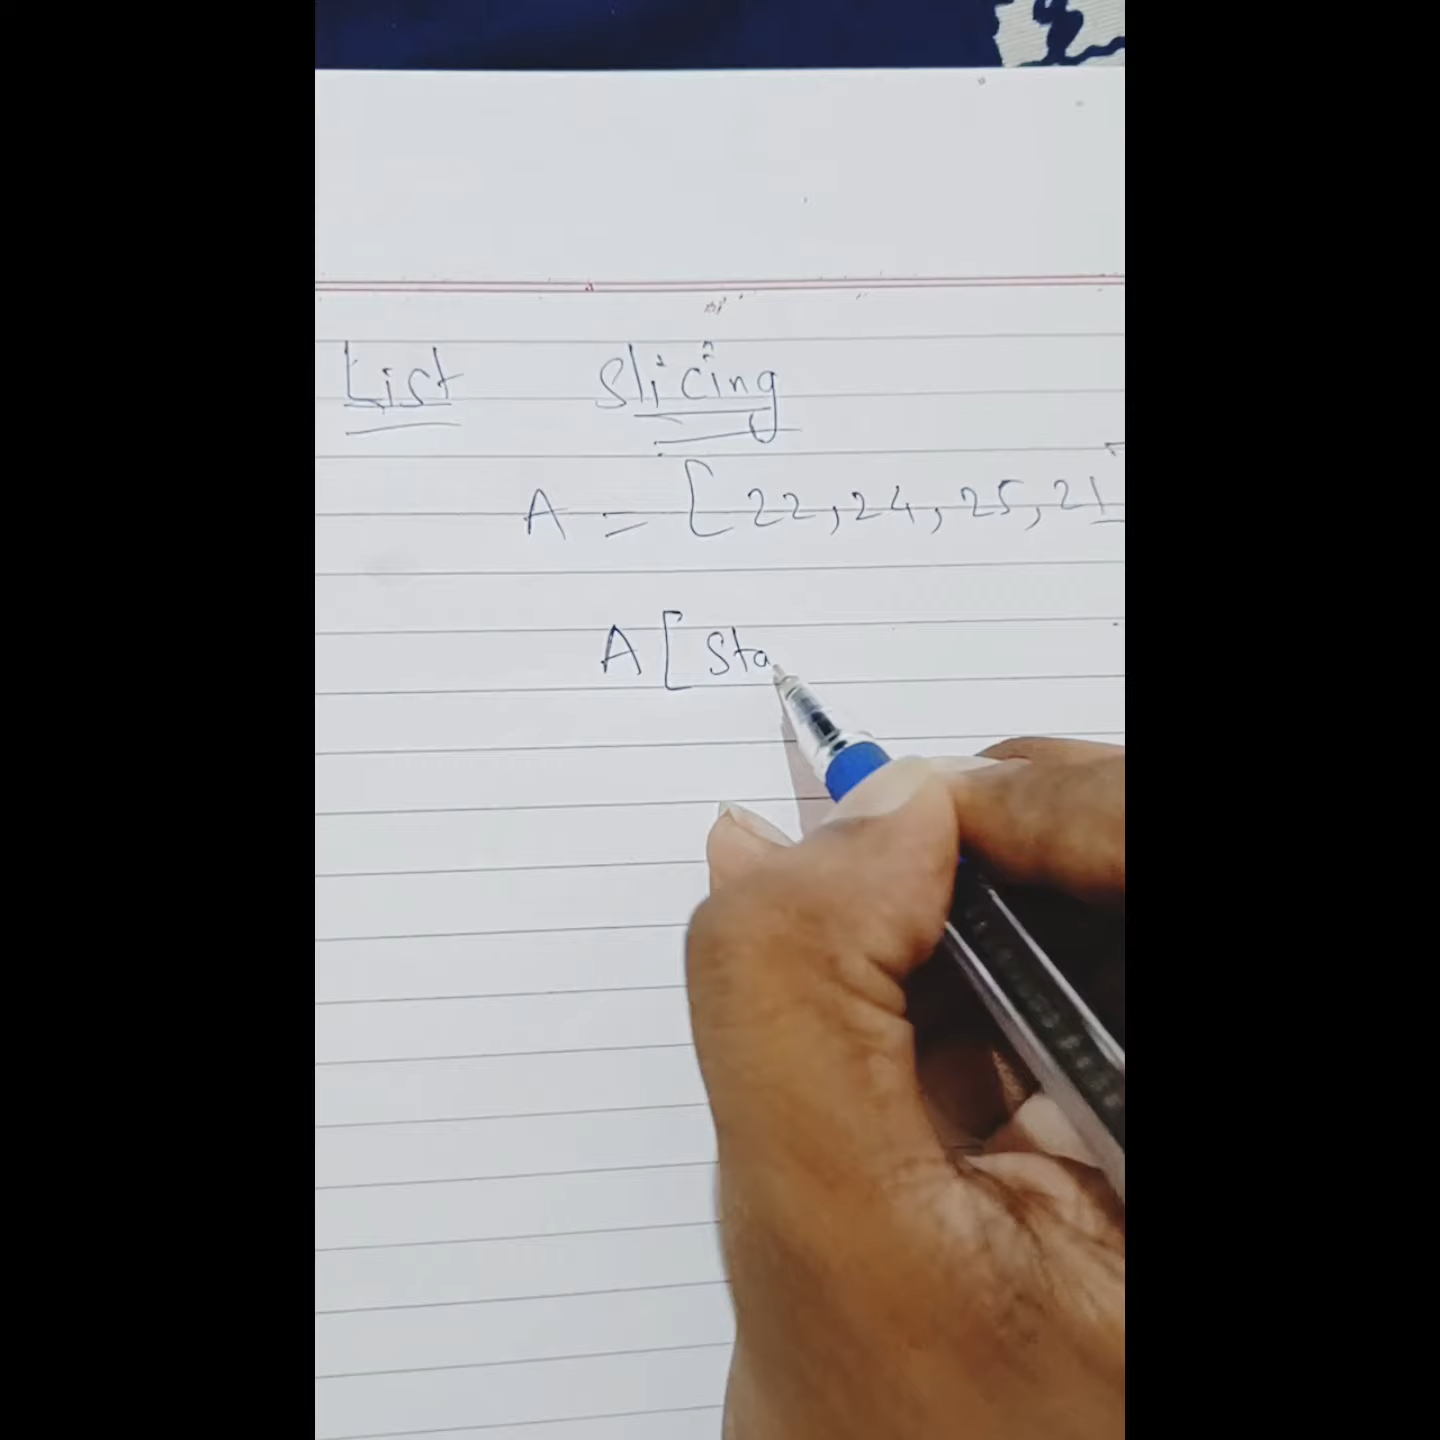 List Slicing
A = [ 22, 24, 25, 21
A [ Sta